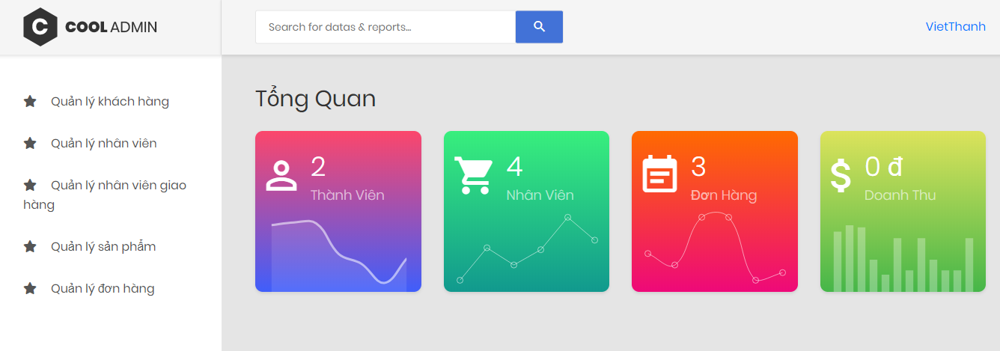 C COOL ADMIN
Search for datas & reports...
VietThanh
Quản lý khách hàng
Quản lý nhân viên
Quản lý nhân viên giao
hàng
Quản lý sản phẩm
Quản lý đơn hàng
Tổng Quan
2
Thành Viên
4
Nhân Viên
3
Đơn Hàng
$ 0 đ
Doanh Thu